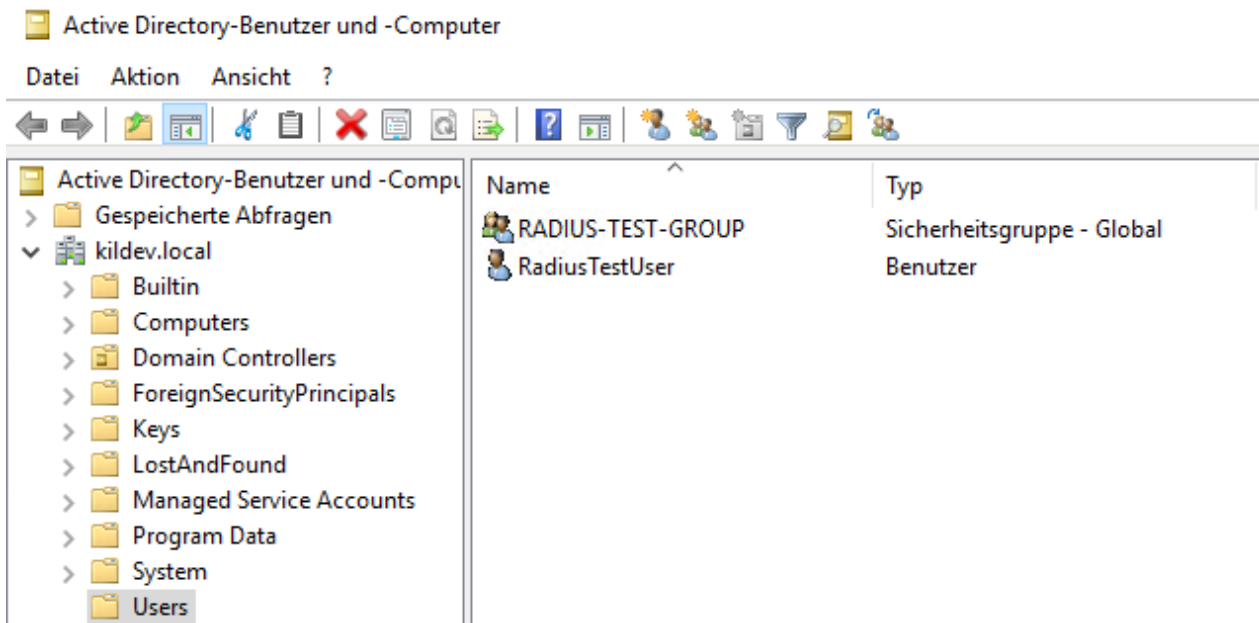 Active Directory-Benutzer und -Computer
Datei Aktion Ansicht ?
Active Directory-Benutzer und -Compu
Gespeicherte Abfragen
kildev.local
Builtin
Computers
Domain Controllers
ForeignSecurityPrincipals
Keys
LostAndFound
Managed Service Accounts
Program Data
System
Users
Name Typ
RADIUS-TEST-GROUP Sicherheitsgruppe - Global
RadiusTestUser Benutzer